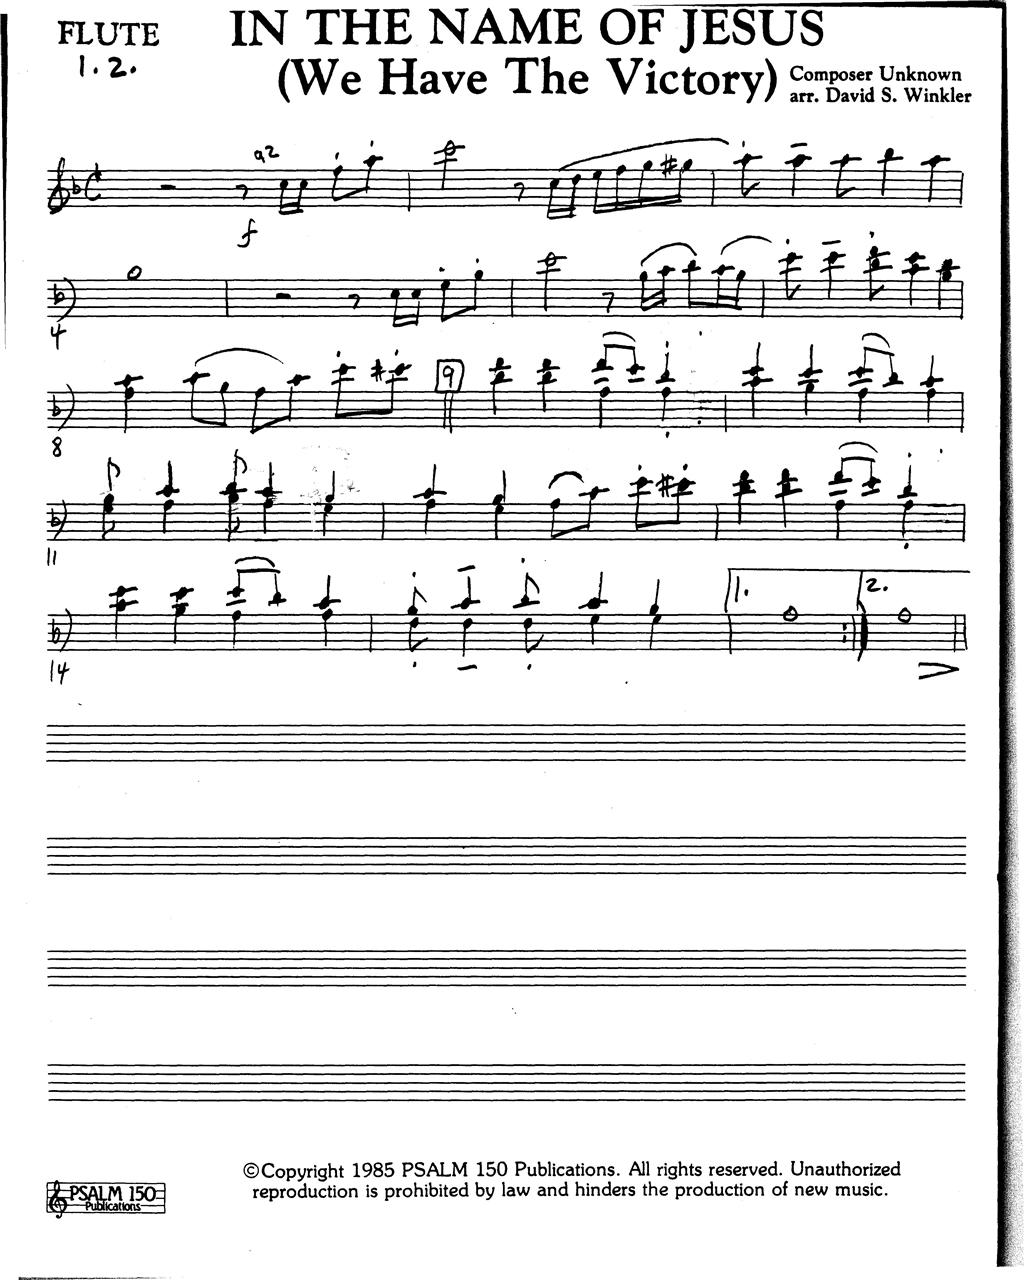 FLUTE
1. 2.
IN THE NAME OF JESUS
(We Have The Victory)
Composer Unknown
arr. David S. Winkler
a2
f
4
8
9
11
14
1.
2.
©Copyright 1985 PSALM 150 Publications. All rights reserved. Unauthorized
reproduction is prohibited by law and hinders the production of new music.
PSALM 150
Publications